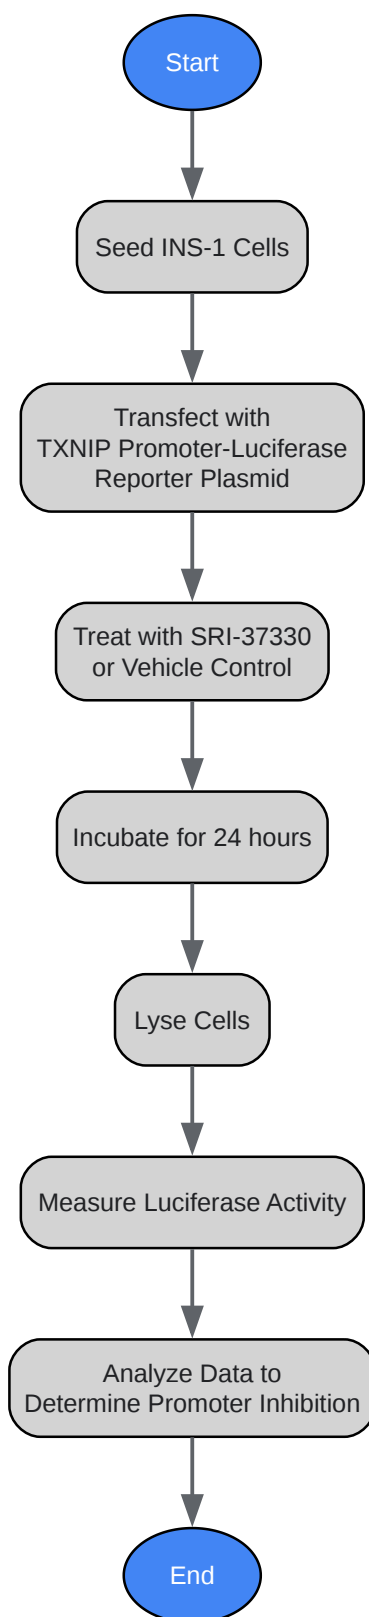 Start
Seed INS-1 Cells
Transfect with
TXNIP Promoter-Luciferase
Reporter Plasmid
Treat with SRI-37330
or Vehicle Control
Incubate for 24 hours
Lyse Cells
Measure Luciferase Activity
Analyze Data to
Determine Promoter Inhibition
End